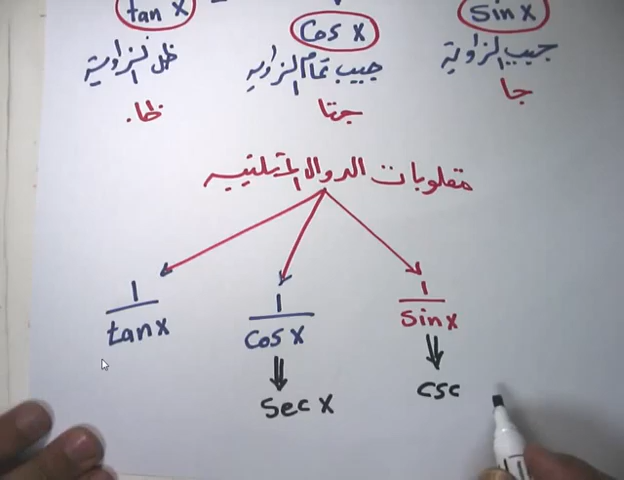 sin x
cos x
tan x
جيب الزاوية
جيب تمام الزاوية
ظل الزاوية
جا
جتا
ظا.
مقلوبات الدوال المثلثية
1/sin x
1/cos x
1/tan x
csc
sec x